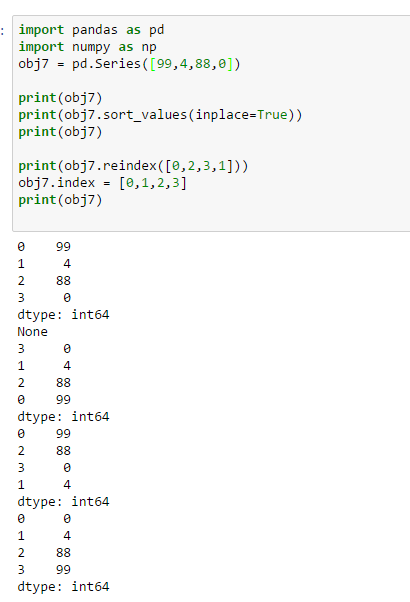 :
import pandas as pd
import numpy as np
obj7 = pd.Series([99,4,88,0])
print(obj7)
print(obj7.sort_values(inplace=True))
print(obj7)
print(obj7.reindex([0,2,3,1]))
obj7.index = [0,1,2,3]
print(obj7)
0    99
1     4
2    88
3     0
dtype: int64
None
3     0
1     4
2    88
0    99
dtype: int64
0    99
2    88
3     0
1     4
dtype: int64
0     0
1     4
2    88
3    99
dtype: int64